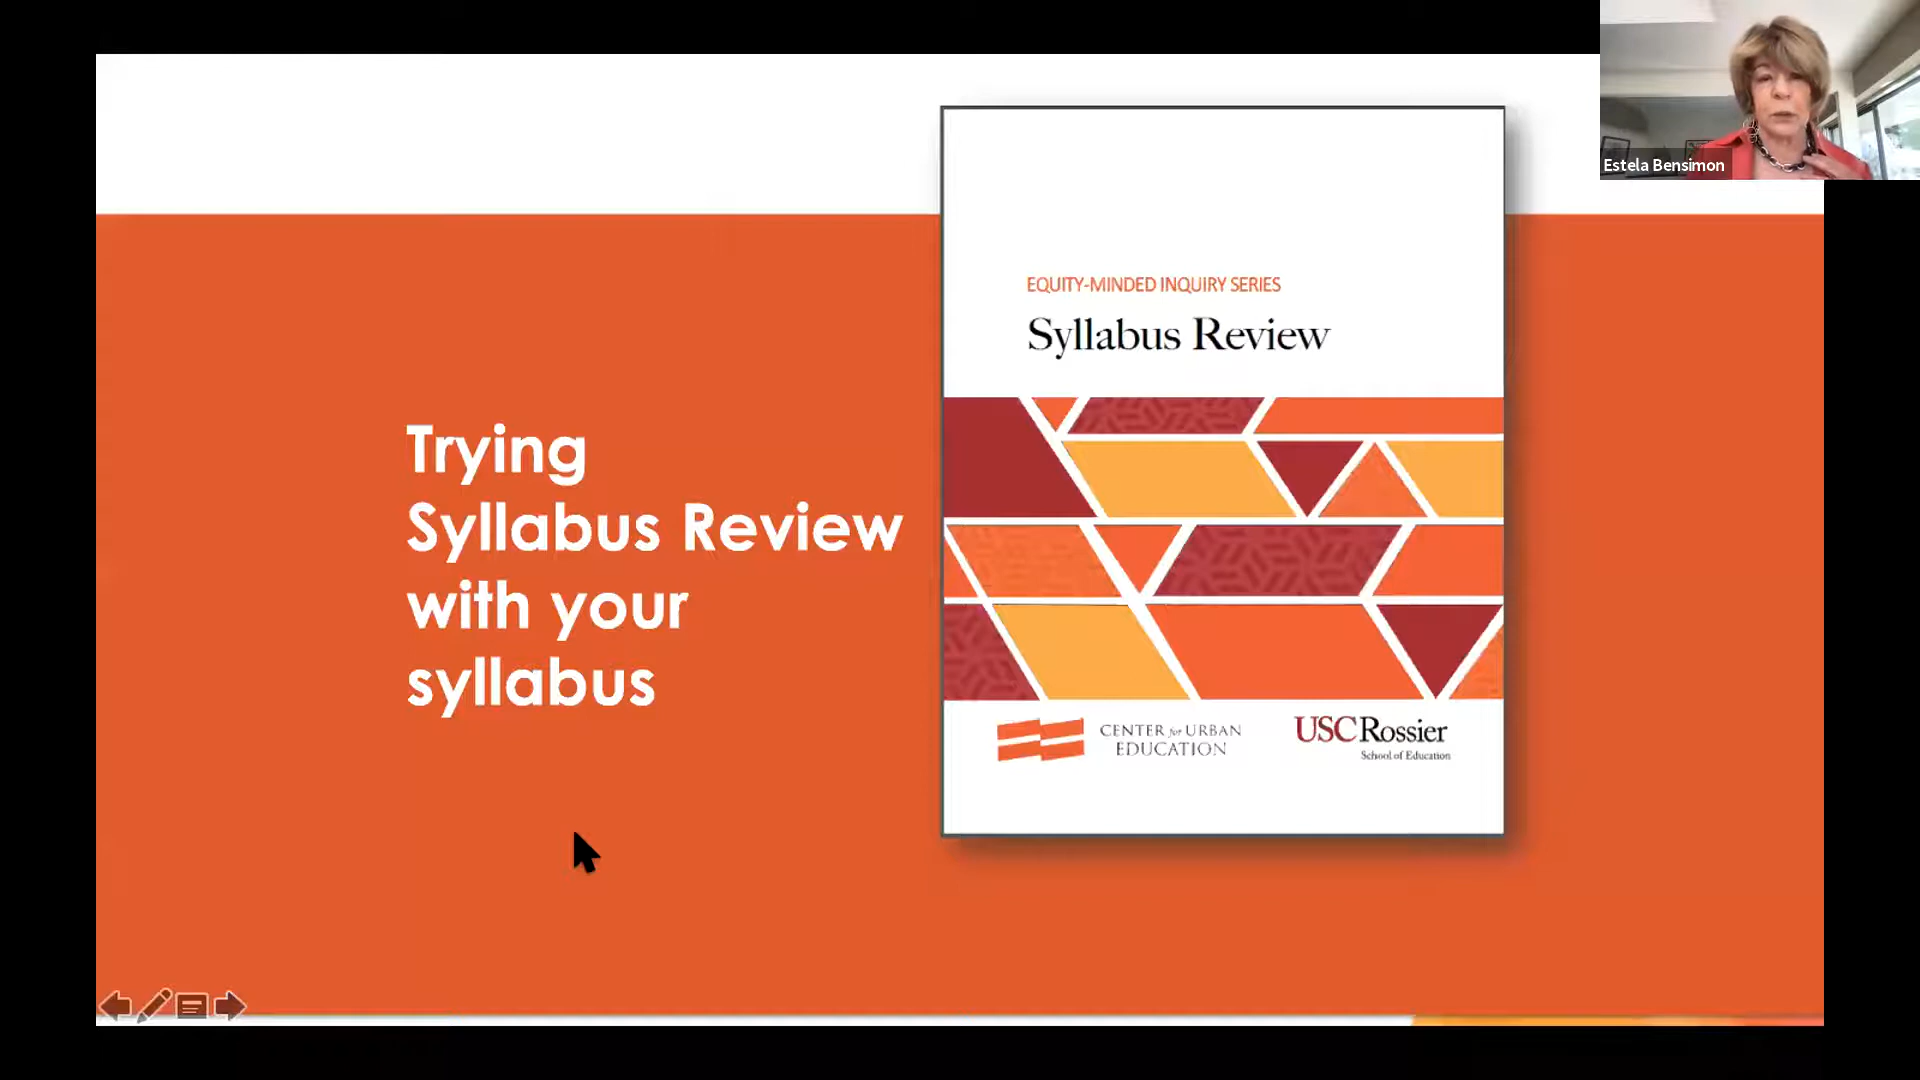 Estela Bensimon
EQUITY-MINDED INQUIRY SERIES
Syllabus Review
Trying
Syllabus Review
with your
syllabus
CENTER for URBAN
EDUCATION
USC Rossier
School of Education